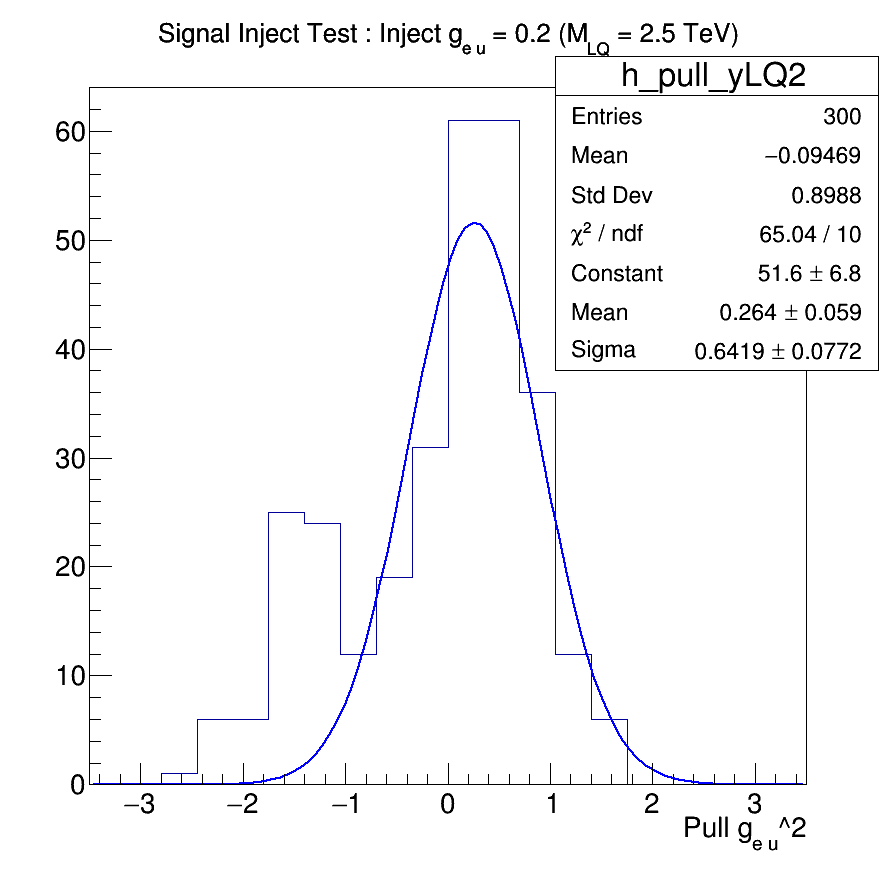 Signal Inject Test : Inject g_e u = 0.2 (M_LQ = 2.5 TeV)
h_pull_yLQ2
Entries 300
Mean −0.09469
Std Dev 0.8988
χ² / ndf 65.04 / 10
Constant 51.6 ± 6.8
Mean 0.264 ± 0.059
Sigma 0.6419 ± 0.0772
60
50
40
30
20
10
0
−3 −2 −1 0 1 2 3
Pull g_e u^2